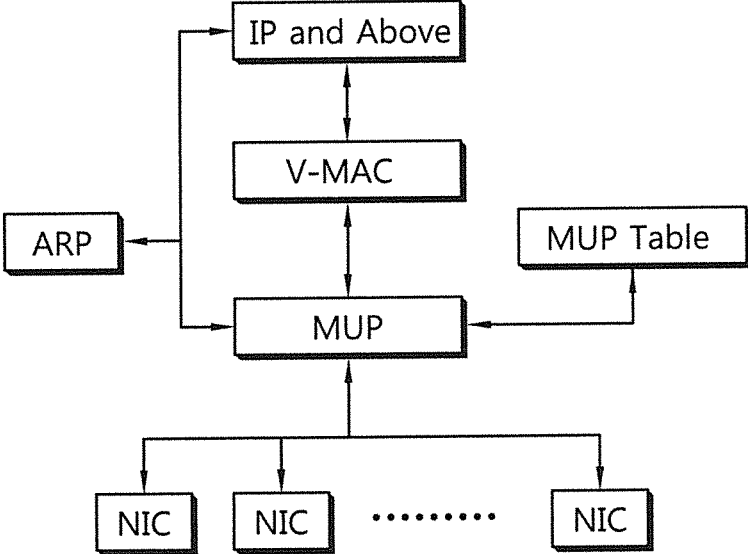 IP and Above
V-MAC
ARP
MUP Table
MUP
NIC
NIC
NIC